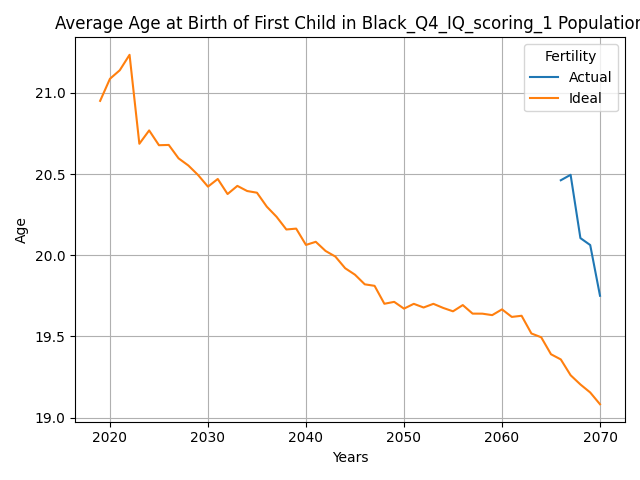 Average Age at Birth of First Child in Black_Q4_IQ_scoring_1 Population
Fertility
Actual
Ideal
21.0
20.5
20.0
19.5
19.0
Age
2020 2030 2040 2050 2060 2070
Years